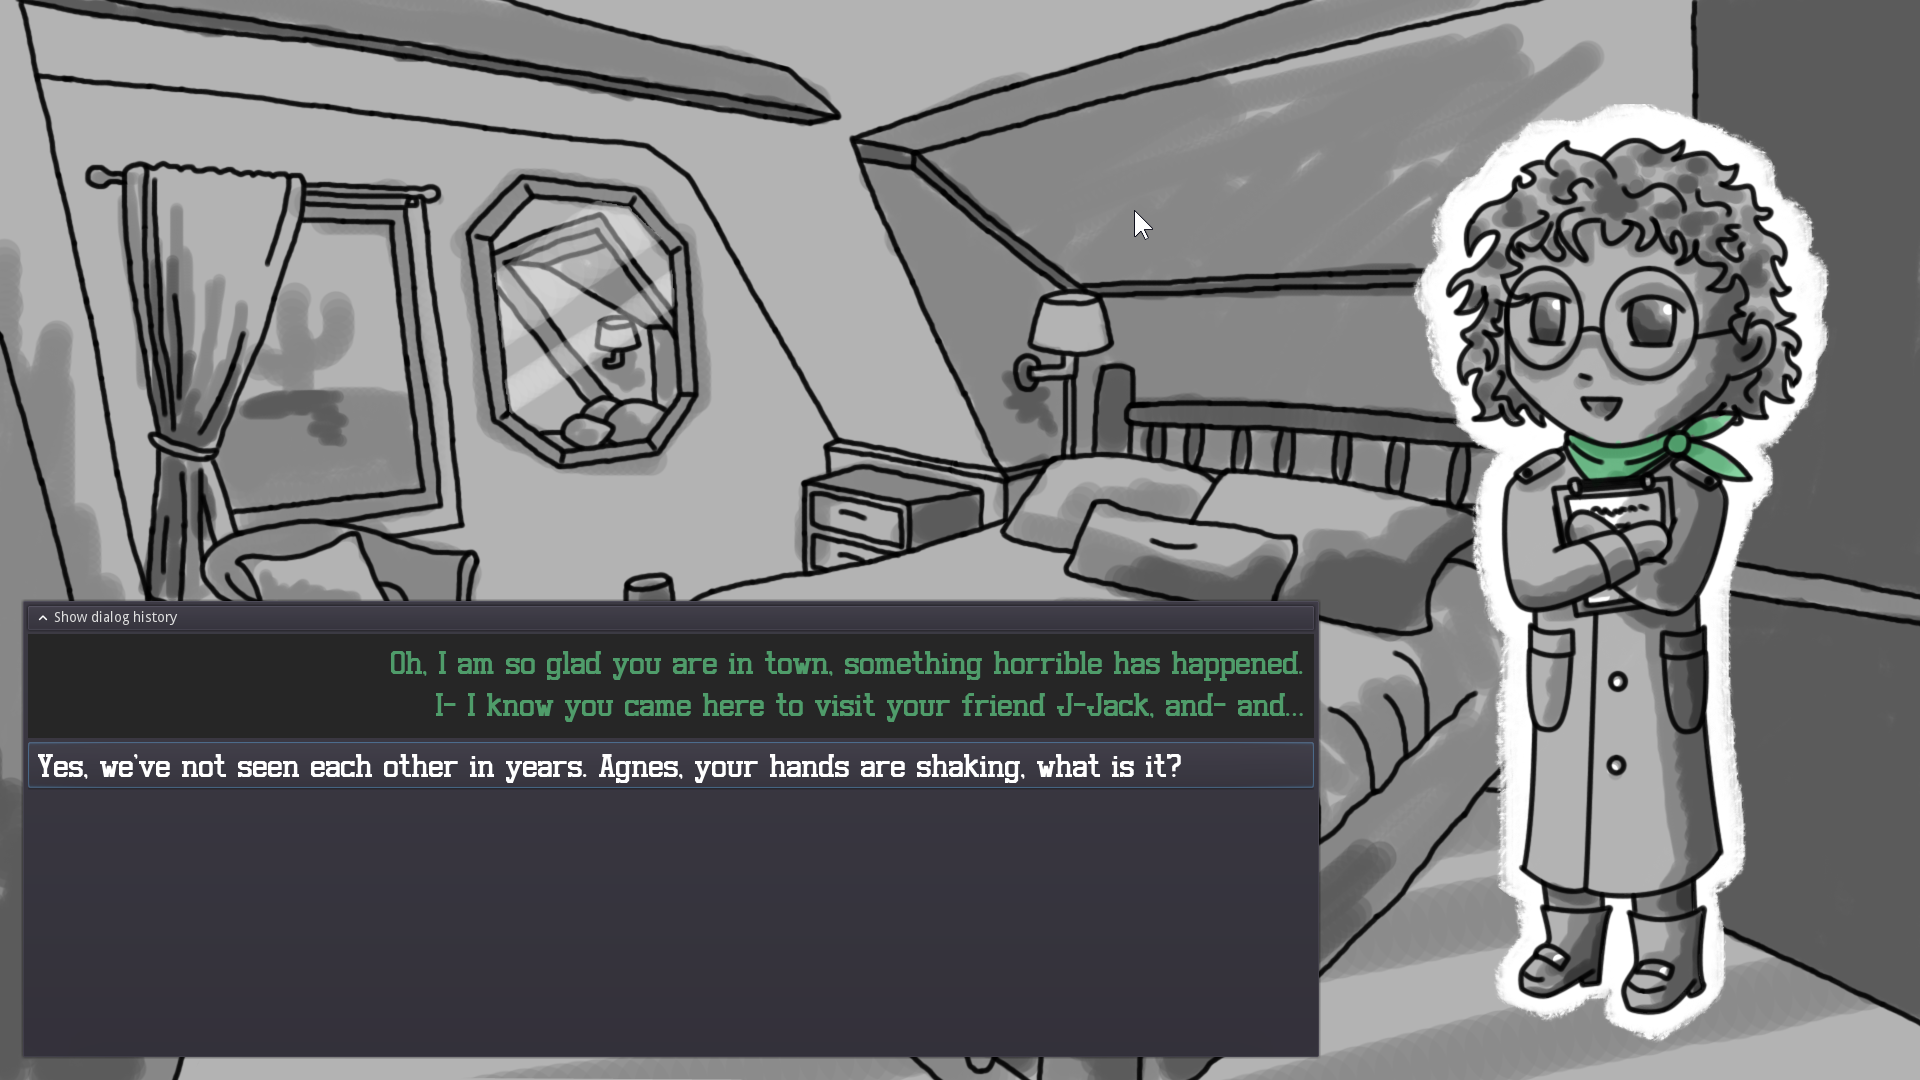 Show dialog history
Oh, I am so glad you are in town, something horrible has happened.
I- I know you came here to visit your friend J-Jack, and- and...
Yes, we've not seen each other in years. Agnes, your hands are shaking, what is it?